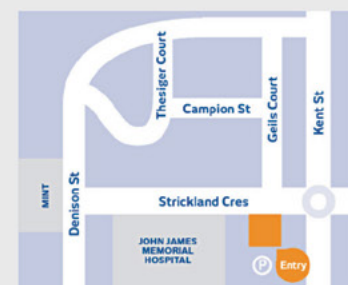 Thesiger Court
Campion St
Geils Court
Kent St
MINT
Denison St
Strickland Cres
JOHN JAMES
MEMORIAL
HOSPITAL
P
Entry